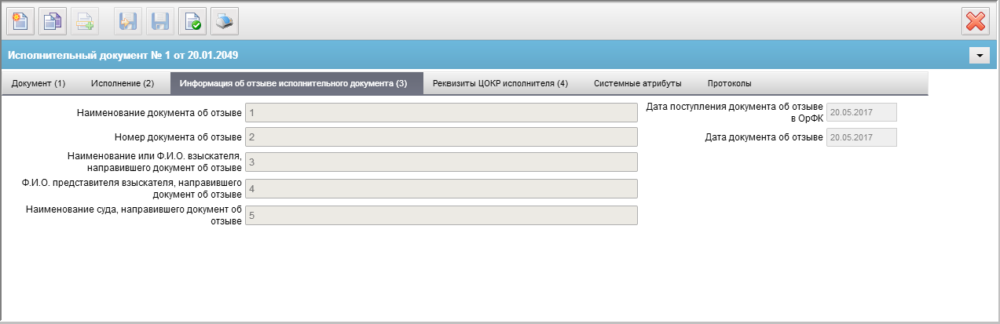 Исполнительный документ № 1 от 20.01.2049
Документ (1) Исполнение (2) Информация об отзыве исполнительного документа (3) Реквизиты ЦОКР исполнителя (4) Системные атрибуты Протоколы
Наименование документа об отзыве 1
Дата поступления документа об отзыве
в ОрФК 20.05.2017
Номер документа об отзыве 2
Дата документа об отзыве 20.05.2017
Наименование или Ф.И.О. взыскателя,
направившего документ об отзыве 3
Ф.И.О. представителя взыскателя, направившего
документ об отзыве 4
Наименование суда, направившего документ об
отзыве 5